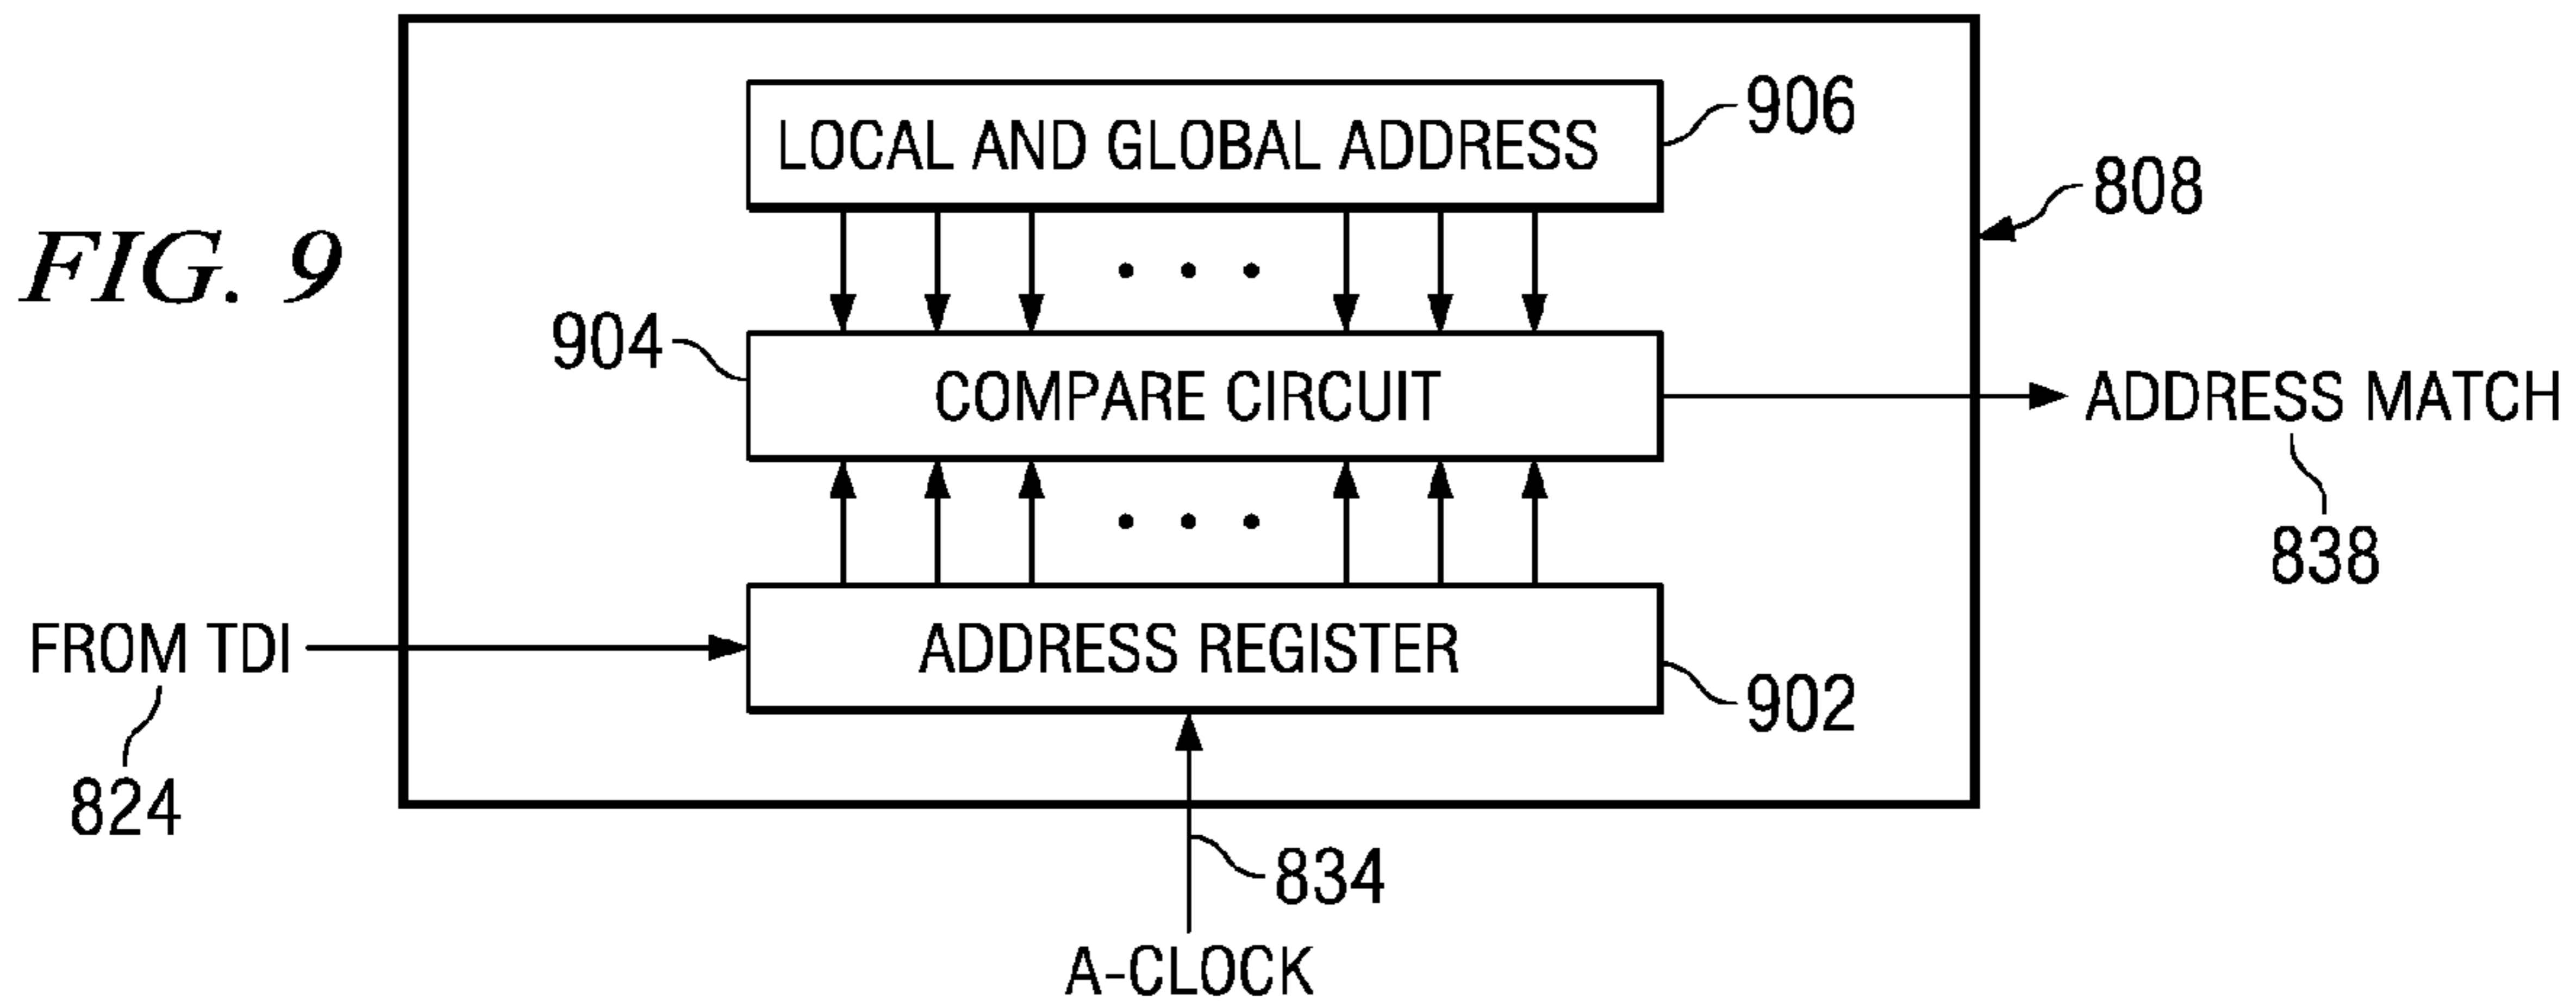 FIG. 9
LOCAL AND GLOBAL ADDRESS
906
808
904
COMPARE CIRCUIT
ADDRESS MATCH
838
FROM TDI
824
ADDRESS REGISTER
902
834
A-CLOCK